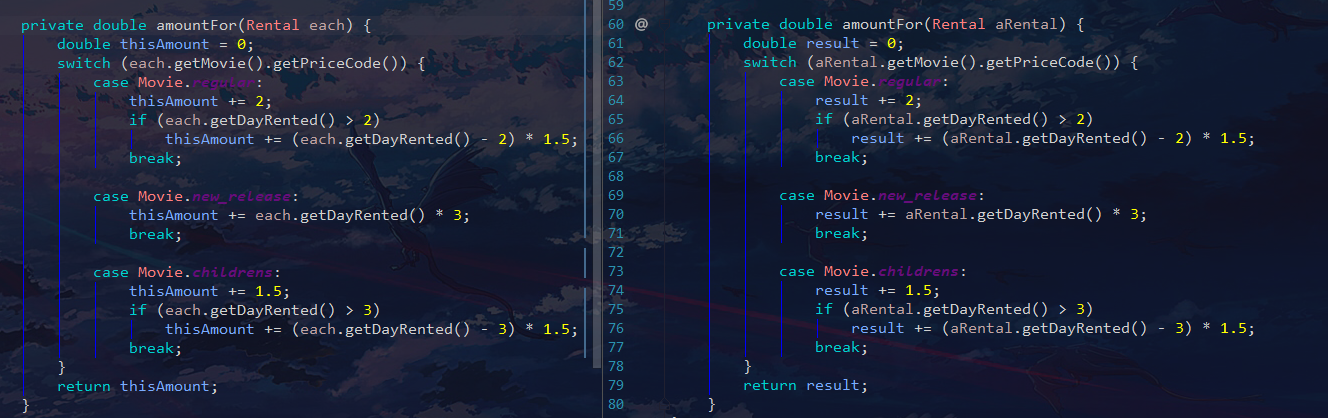 private double amountFor(Rental each) {
double thisAmount = 0;
switch (each.getMovie().getPriceCode()) {
case Movie.regular:
thisAmount += 2;
if (each.getDayRented() > 2)
thisAmount += (each.getDayRented() - 2) * 1.5;
break;
case Movie.new_release:
thisAmount += each.getDayRented() * 3;
break;
case Movie.childrens:
thisAmount += 1.5;
if (each.getDayRented() > 3)
thisAmount += (each.getDayRented() - 3) * 1.5;
break;
}
return thisAmount;
}
59
60 @ private double amountFor(Rental aRental) {
61 double result = 0;
62 switch (aRental.getMovie().getPriceCode()) {
63 case Movie.regular:
64 result += 2;
65 if (aRental.getDayRented() > 2)
66 result += (aRental.getDayRented() - 2) * 1.5;
67 break;
68
69 case Movie.new_release:
70 result += aRental.getDayRented() * 3;
71 break;
72
73 case Movie.childrens:
74 result += 1.5;
75 if (aRental.getDayRented() > 3)
76 result += (aRental.getDayRented() - 3) * 1.5;
77 break;
78 }
79 return result;
80 }